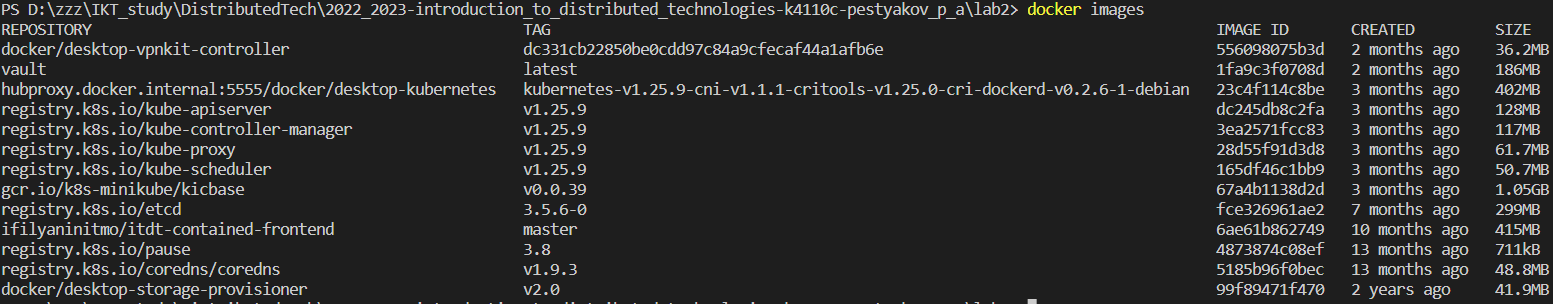 PS D:\zzz\IKT_study\DistributedTech\2022_2023-introduction_to_distributed_technologies-k4110c-pestyakov_p_a\lab2> docker images
REPOSITORY TAG IMAGE ID CREATED SIZE
docker/desktop-vpnkit-controller dc331cb22850be0cdd97c84a9cfecaf44a1afb6e 556098075b3d 2 months ago 36.2MB
vault latest 1fa9c3f0708d 2 months ago 186MB
hubproxy.docker.internal:5555/docker/desktop-kubernetes kubernetes-v1.25.9-cni-v1.1.1-critools-v1.25.0-cri-dockerd-v0.2.6-1-debian 23c4f114c8be 3 months ago 402MB
registry.k8s.io/kube-apiserver v1.25.9 dc245db8c2fa 3 months ago 128MB
registry.k8s.io/kube-controller-manager v1.25.9 3ea2571fcc83 3 months ago 117MB
registry.k8s.io/kube-proxy v1.25.9 28d55f91d3d8 3 months ago 61.7MB
registry.k8s.io/kube-scheduler v1.25.9 165df46c1bb9 3 months ago 50.7MB
gcr.io/k8s-minikube/kicbase v0.0.39 67a4b1138d2d 3 months ago 1.05GB
registry.k8s.io/etcd 3.5.6-0 fce326961ae2 7 months ago 299MB
ifilyaninitmo/itdt-contained-frontend master 6ae61b862749 10 months ago 415MB
registry.k8s.io/pause 3.8 4873874c08ef 13 months ago 711kB
registry.k8s.io/coredns/coredns v1.9.3 5185b96f0bec 13 months ago 48.8MB
docker/desktop-storage-provisioner v2.0 99f89471f470 2 years ago 41.9MB